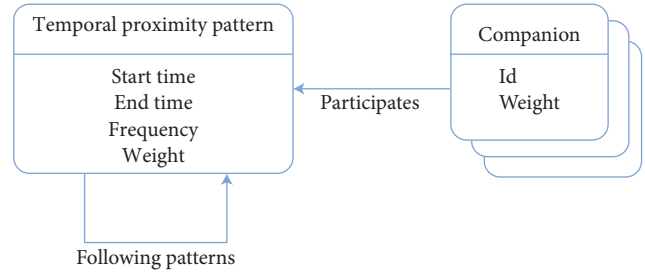 Temporal proximity pattern
Start time
End time
Frequency
Weight
Participates
Companion
Id
Weight
Following patterns